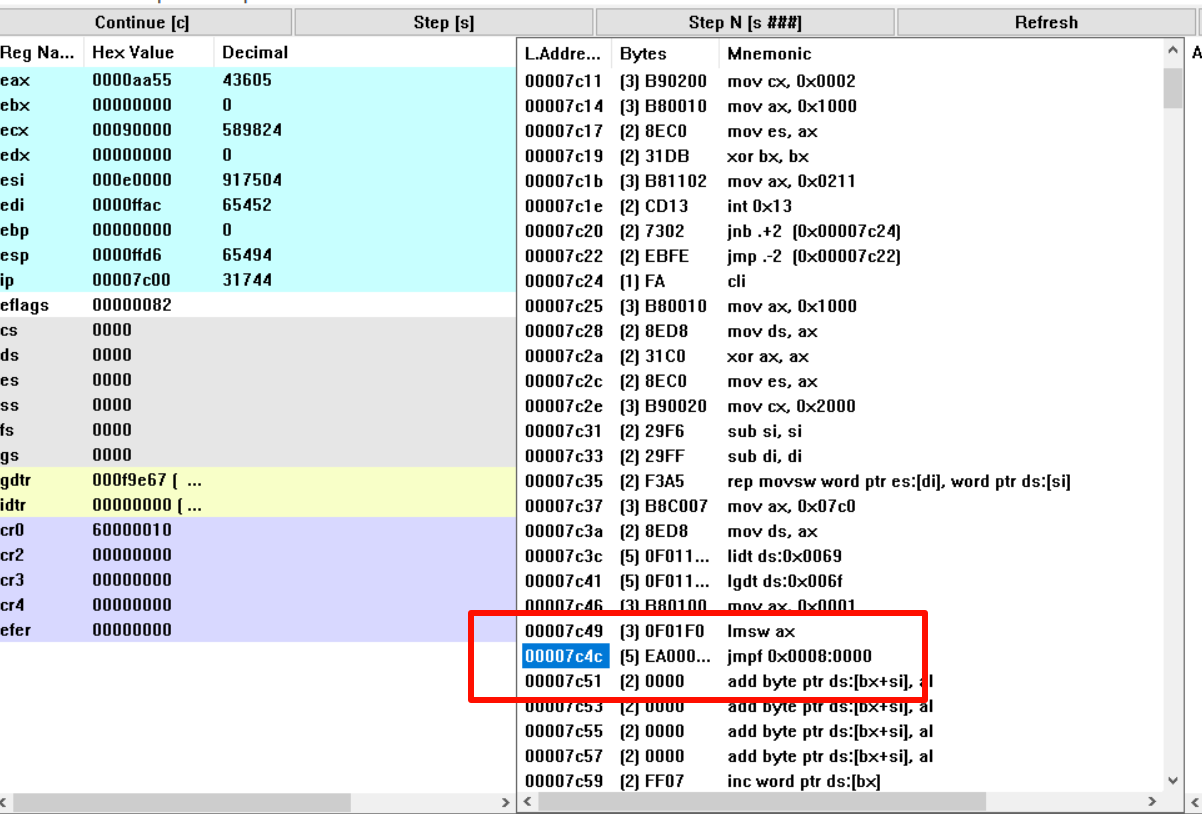 Continue [c] Step [s] Step N [s ###] Refresh
Reg Na... Hex Value Decimal
eax 0000aa55 43605
ebx 00000000 0
ecx 00090000 589824
edx 00000000 0
esi 000e0000 917504
edi 0000ffac 65452
ebp 00000000 0
esp 0000ffd6 65494
ip 00007c00 31744
eflags 00000082
cs 0000
ds 0000
es 0000
ss 0000
fs 0000
gs 0000
gdtr 000f9e67 ( ...
idtr 00000000 ( ...
cr0 60000010
cr2 00000000
cr3 00000000
cr4 00000000
efer 00000000
L.Addre... Bytes Mnemonic
00007c11 (3) B90200 mov cx, 0x0002
00007c14 (3) B80010 mov ax, 0x1000
00007c17 (2) 8EC0 mov es, ax
00007c19 (2) 31DB xor bx, bx
00007c1b (3) B81102 mov ax, 0x0211
00007c1e (2) CD13 int 0x13
00007c20 (2) 7302 jnb .+2 (0x00007c24)
00007c22 (2) EBFE jmp .-2 (0x00007c22)
00007c24 (1) FA cli
00007c25 (3) B80010 mov ax, 0x1000
00007c28 (2) 8ED8 mov ds, ax
00007c2a (2) 31C0 xor ax, ax
00007c2c (2) 8EC0 mov es, ax
00007c2e (3) B90020 mov cx, 0x2000
00007c31 (2) 29F6 sub si, si
00007c33 (2) 29FF sub di, di
00007c35 (2) F3A5 rep movsw word ptr es:[di], word ptr ds:[si]
00007c37 (3) B8C007 mov ax, 0x07c0
00007c3a (2) 8ED8 mov ds, ax
00007c3c (5) 0F011... lidt ds:0x0069
00007c41 (5) 0F011... lgdt ds:0x006f
00007c46 (3) B80100 mov ax, 0x0001
00007c49 (3) 0F01F0 lmsw ax
00007c4c (5) EA000... jmpf 0x0008:0000
00007c51 (2) 0000 add byte ptr ds:[bx+si], al
00007c53 (2) 0000 add byte ptr ds:[bx+si], al
00007c55 (2) 0000 add byte ptr ds:[bx+si], al
00007c57 (2) 0000 add byte ptr ds:[bx+si], al
00007c59 (2) FF07 inc word ptr ds:[bx]
A